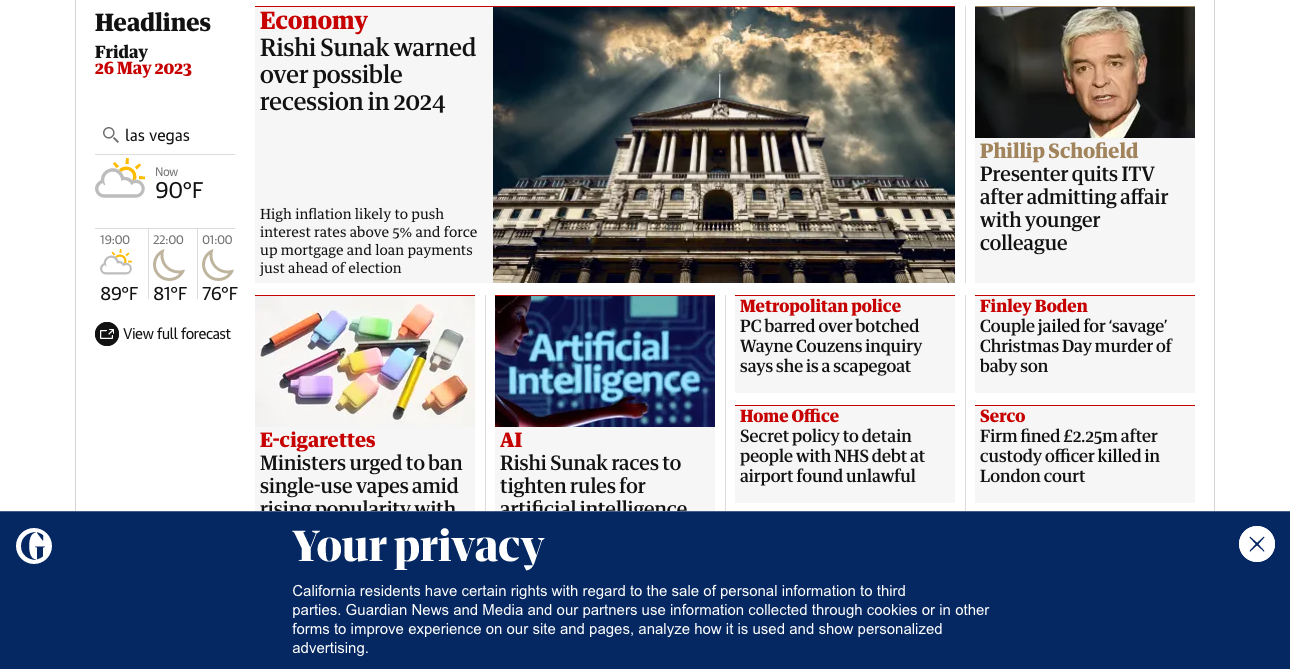 Headlines
Friday
26 May 2023
las vegas
Now
90°F
19:00
22:00
01:00
89°F
81°F
76°F
View full forecast
Economy
Rishi Sunak warned
over possible
recession in 2024
High inflation likely to push
interest rates above 5% and force
up mortgage and loan payments
just ahead of election
Phillip Schofield
Presenter quits ITV
after admitting affair
with younger
colleague
E-cigarettes
Ministers urged to ban
single-use vapes amid
rising popularity with
Artificial
Intelligence
AI
Rishi Sunak races to
tighten rules for
artificial intelligence
Metropolitan police
PC barred over botched
Wayne Couzens inquiry
says she is a scapegoat
Finley Boden
Couple jailed for ‘savage’
Christmas Day murder of
baby son
Home Office
Secret policy to detain
people with NHS debt at
airport found unlawful
Serco
Firm fined £2.25m after
custody officer killed in
London court
G
Your privacy
California residents have certain rights with regard to the sale of personal information to third
parties. Guardian News and Media and our partners use information collected through cookies or in other
forms to improve experience on our site and pages, analyze how it is used and show personalized
advertising.